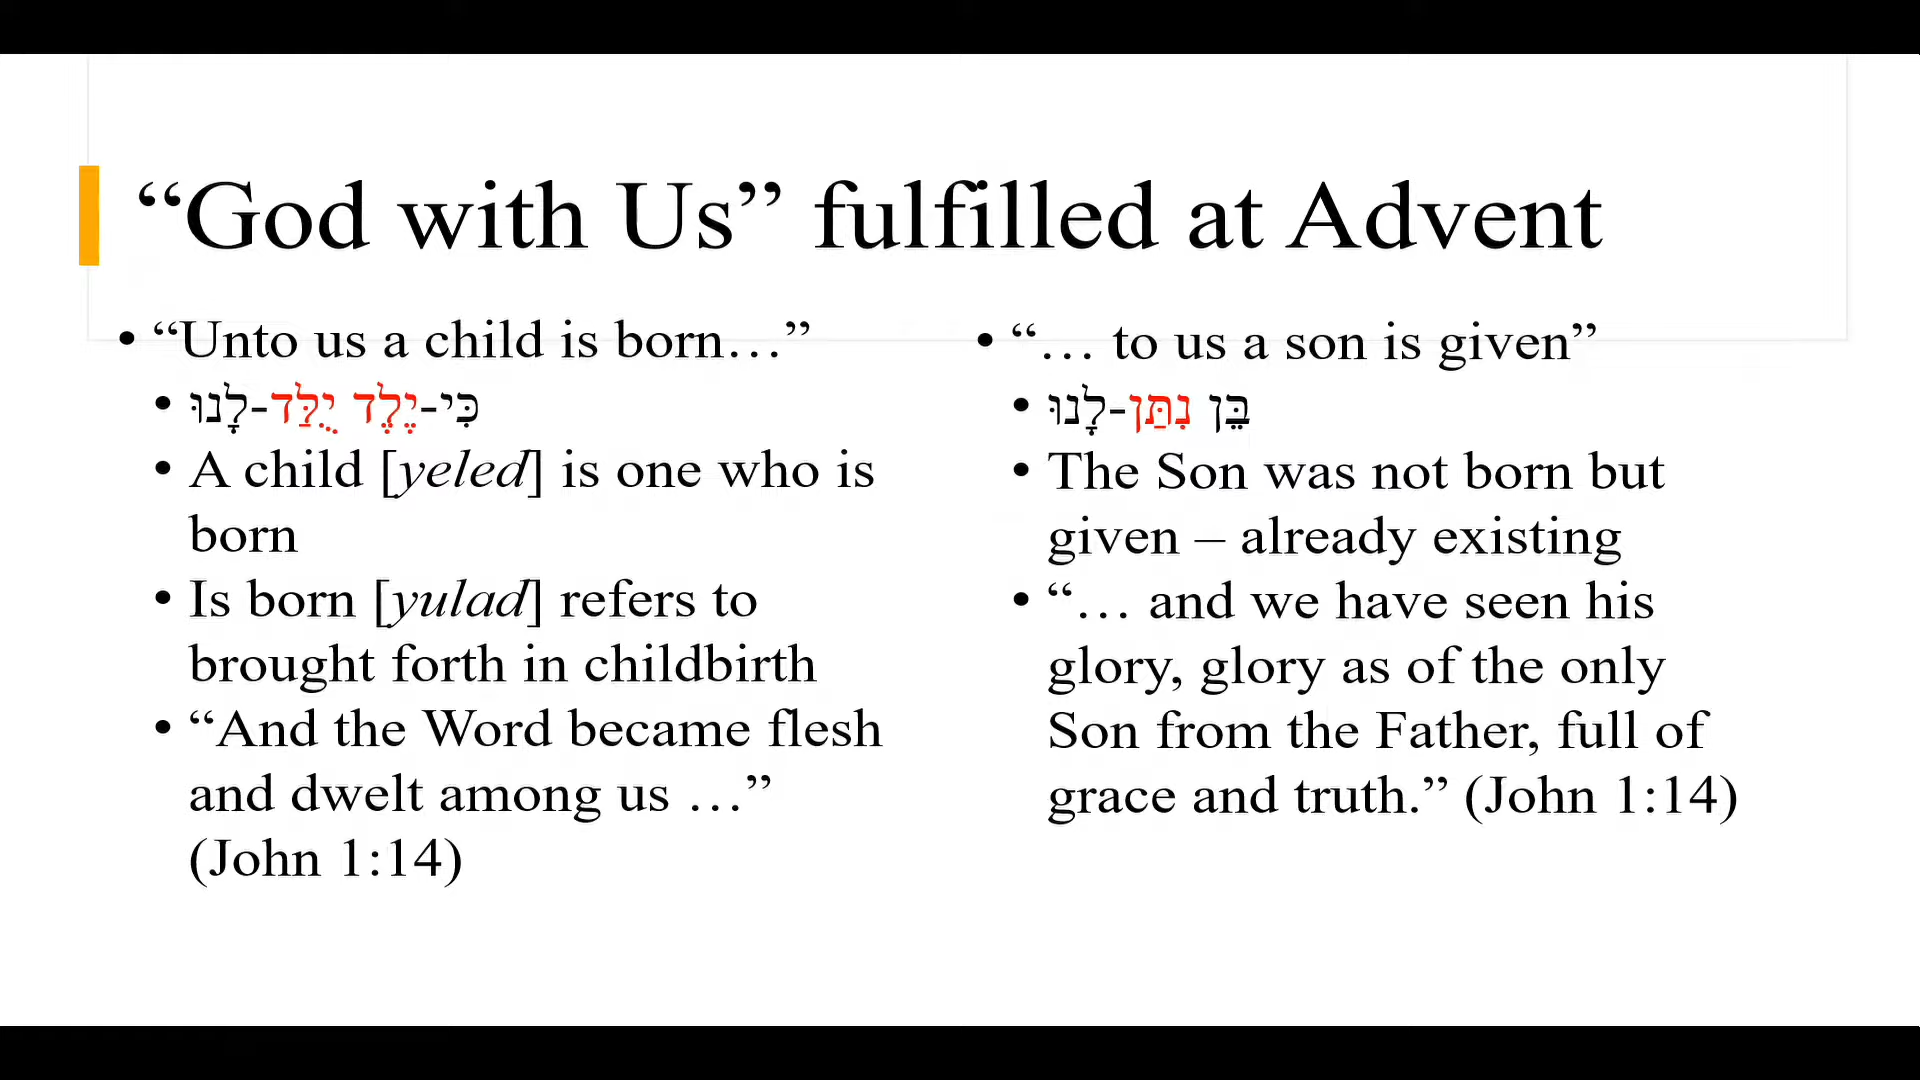 “God with Us” fulfilled at Advent
• “Unto us a child is born…”
• כִּי-יֶלֶד יֻלַּד-לָנוּ
• A child [yeled] is one who is
born
• Is born [yulad] refers to
brought forth in childbirth
• “And the Word became flesh
and dwelt among us …”
(John 1:14)
• “… to us a son is given”
• בֵּן נִתַּן-לָנוּ
• The Son was not born but
given – already existing
• “… and we have seen his
glory, glory as of the only
Son from the Father, full of
grace and truth.” (John 1:14)